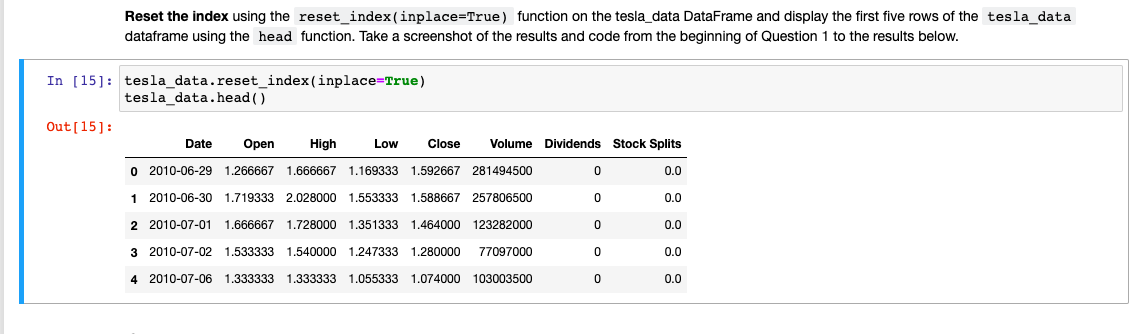 Reset the index using the reset_index(inplace=True) function on the tesla_data DataFrame and display the first five rows of the tesla_data
dataframe using the head function. Take a screenshot of the results and code from the beginning of Question 1 to the results below.
In [15]: tesla_data.reset_index(inplace=True)
tesla_data.head()
Out[15]:
Date Open High Low Close Volume Dividends Stock Splits
0 2010-06-29 1.266667 1.666667 1.169333 1.592667 281494500 0 0.0
1 2010-06-30 1.719333 2.028000 1.553333 1.588667 257806500 0 0.0
2 2010-07-01 1.666667 1.728000 1.351333 1.464000 123282000 0 0.0
3 2010-07-02 1.533333 1.540000 1.247333 1.280000 77097000 0 0.0
4 2010-07-06 1.333333 1.333333 1.055333 1.074000 103003500 0 0.0